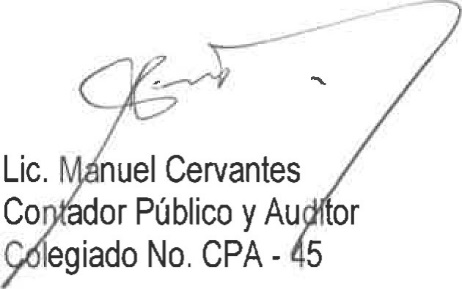 Lic. Manuel Cervantes
Contador Público y Auditor
Colegiado No. CPA - 45